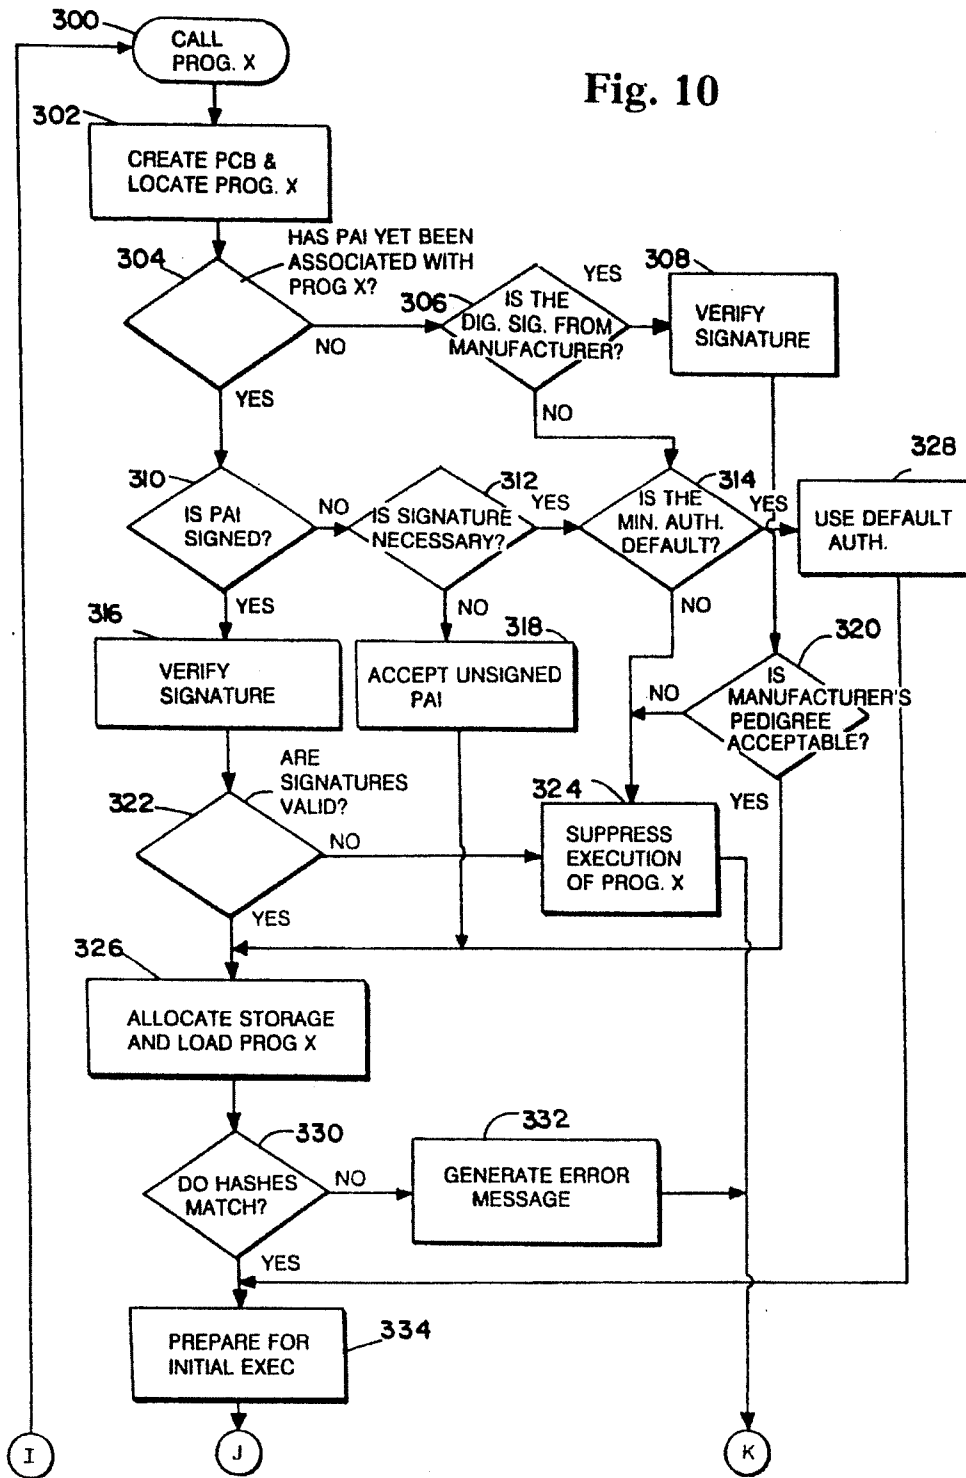 300
CALL
PROG. X
Fig. 10
302
CREATE PCB &
LOCATE PROG. X
304
HAS PAI YET BEEN
ASSOCIATED WITH
PROG X?
NO
YES
306
IS THE
DIG. SIG. FROM
MANUFACTURER?
YES
NO
308
VERIFY
SIGNATURE
310
IS PAI
SIGNED?
NO
YES
312
IS SIGNATURE
NECESSARY?
YES
NO
314
IS THE
MIN. AUTH.
DEFAULT?
YES
NO
328
USE DEFAULT
AUTH.
316
VERIFY
SIGNATURE
318
ACCEPT UNSIGNED
PAI
320
IS
MANUFACTURER'S
PEDIGREE
ACCEPTABLE?
NO
YES
322
ARE
SIGNATURES
VALID?
NO
YES
324
SUPPRESS
EXECUTION
OF PROG. X
326
ALLOCATE STORAGE
AND LOAD PROG X
330
DO HASHES
MATCH?
NO
YES
332
GENERATE ERROR
MESSAGE
334
PREPARE FOR
INITIAL EXEC
I
J
K